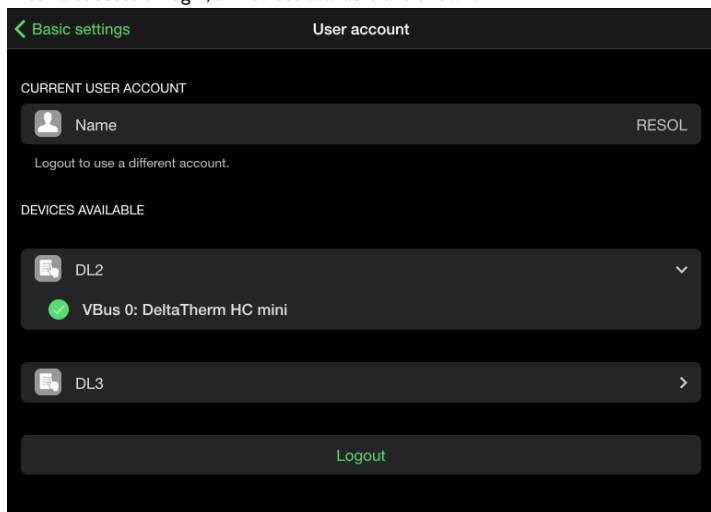 Basic settings
User account
CURRENT USER ACCOUNT
Name
RESOL
Logout to use a different account.
DEVICES AVAILABLE
DL2
VBus 0: DeltaTherm HC mini
DL3
Logout